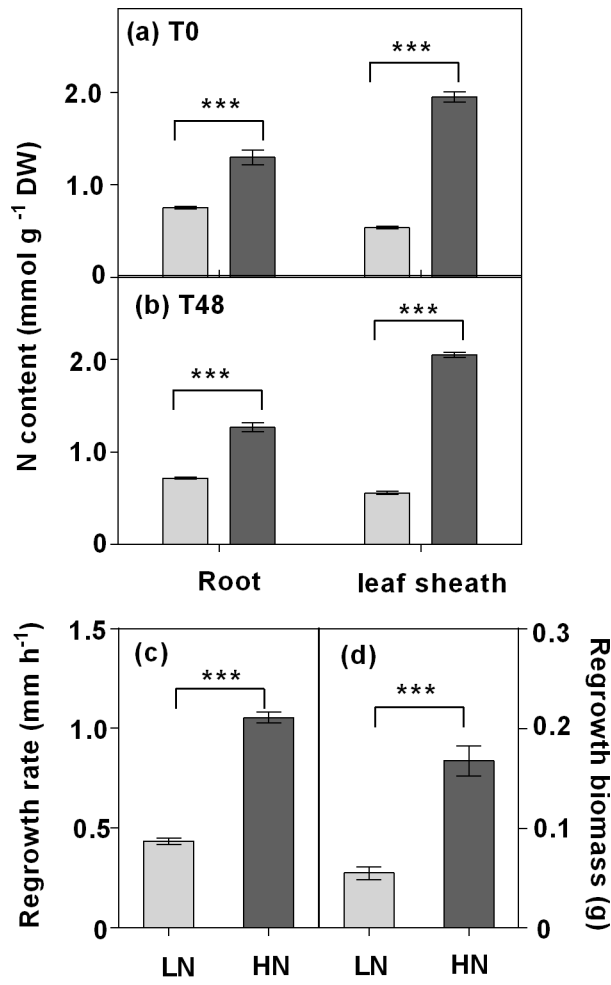 (a) T0
***
***
2.0
1.0
0
N content (mmol g -1 DW)
(b) T48
***
***
2.0
1.0
0
Root leaf sheath
Regrowth rate (mm h-1)
1.5
1.0
0.5
0
(c)
***
(d)
***
0.3
0.2
0.1
0
Regrowth biomass (g)
LN HN LN HN